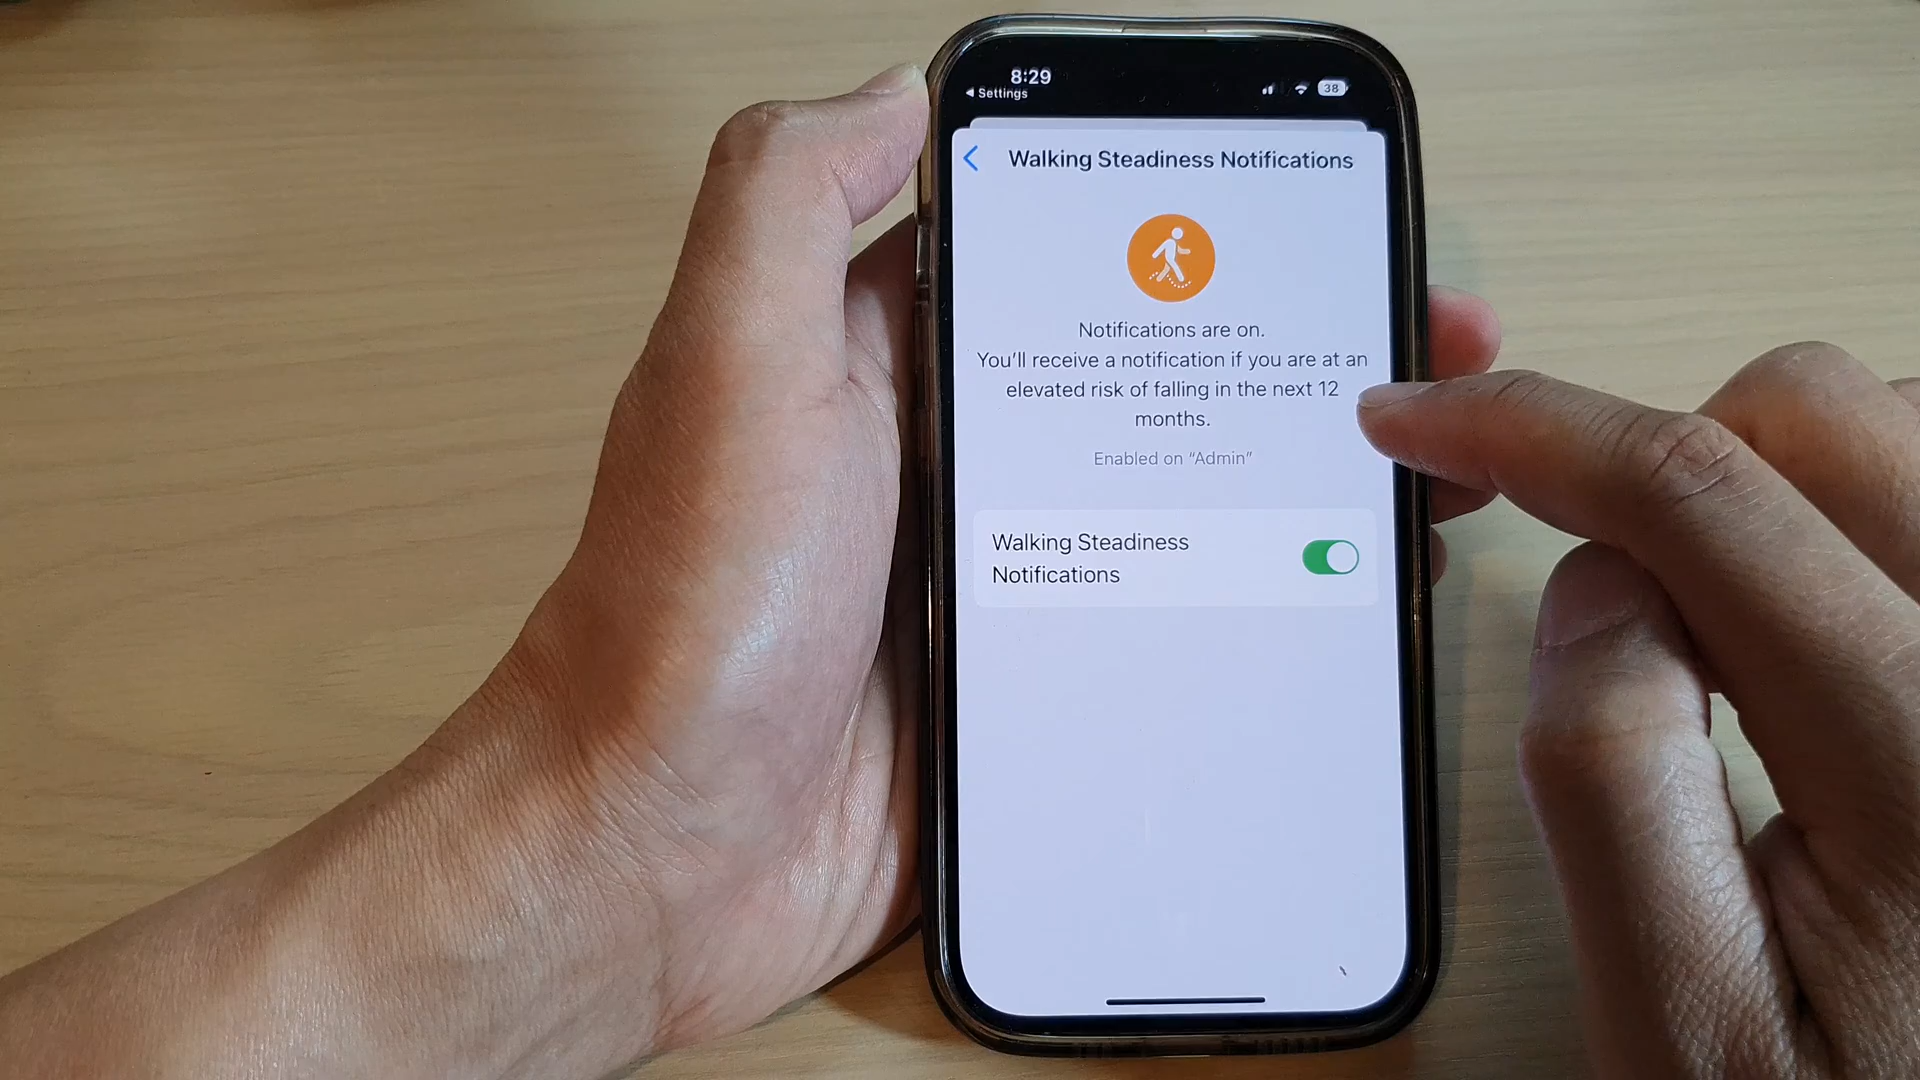 8:29
◀ Settings
38
Walking Steadiness Notifications
Notifications are on.
You'll receive a notification if you are at an
elevated risk of falling in the next 12
months.
Enabled on “Admin”
Walking Steadiness
Notifications